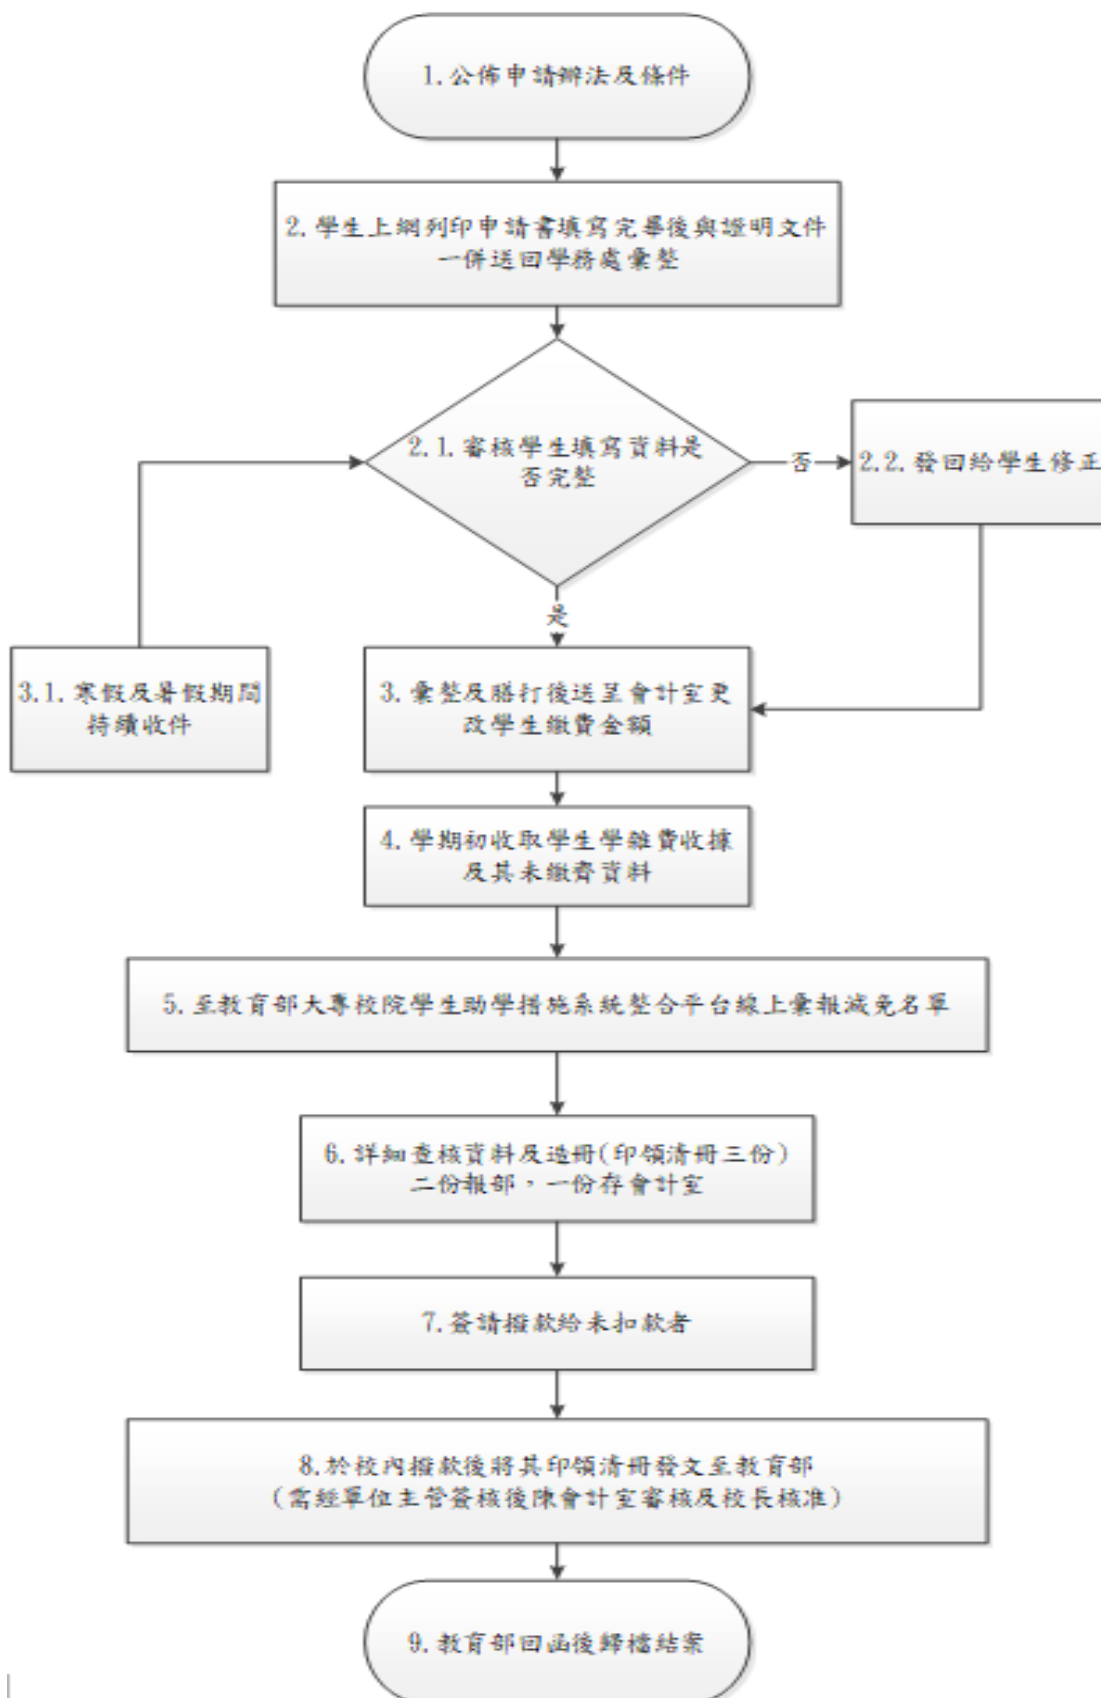 1.公佈申請辦法及條件
2.學生上網列印申請書填寫完畢後與證明文件
一併送回學務處彙整
2.1.審核學生填寫資料是
否完整
否
2.2.發回給學生修正
是
3.1.寒假及暑假期間
持續收件
3.彙整及膳打後送呈會計室更
改學生繳費金額
4.學期初收取學生學雜費收據
及其未繳齊資料
5.至教育部大專校院學生助學措施系統整合平台線上彙報減免名單
6.詳細查核資料及造冊(印領清冊三份)
二份報部，一份存會計室
7.簽請撥款給未扣款者
8.於校內撥款後將其印領清冊發文至教育部
(需經單位主管簽核後陳會計室審核及校長核准)
9.教育部回函後歸檔結案